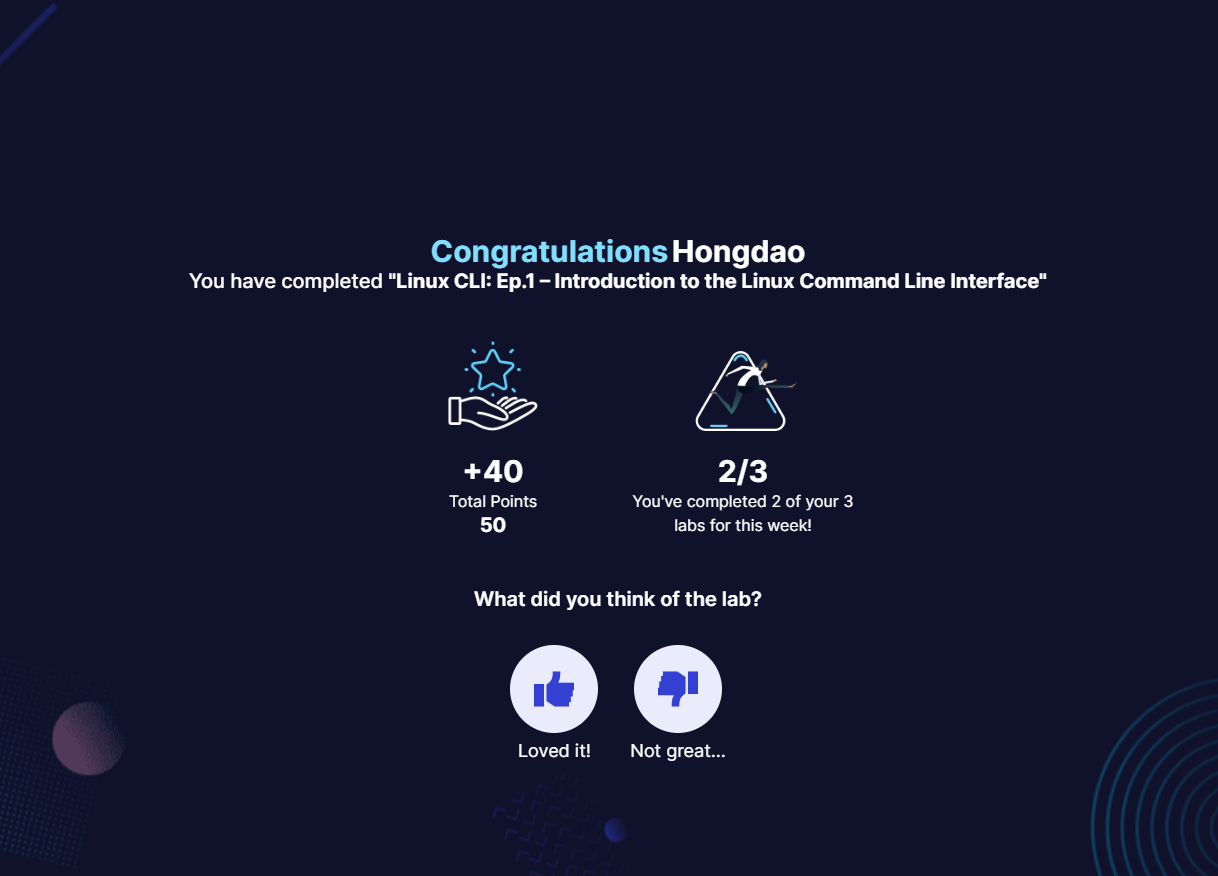 Congratulations Hongdao
You have completed "Linux CLI: Ep.1 – Introduction to the Linux Command Line Interface"
+40
Total Points
50
2/3
You've completed 2 of your 3
labs for this week!
What did you think of the lab?
Loved it!
Not great...